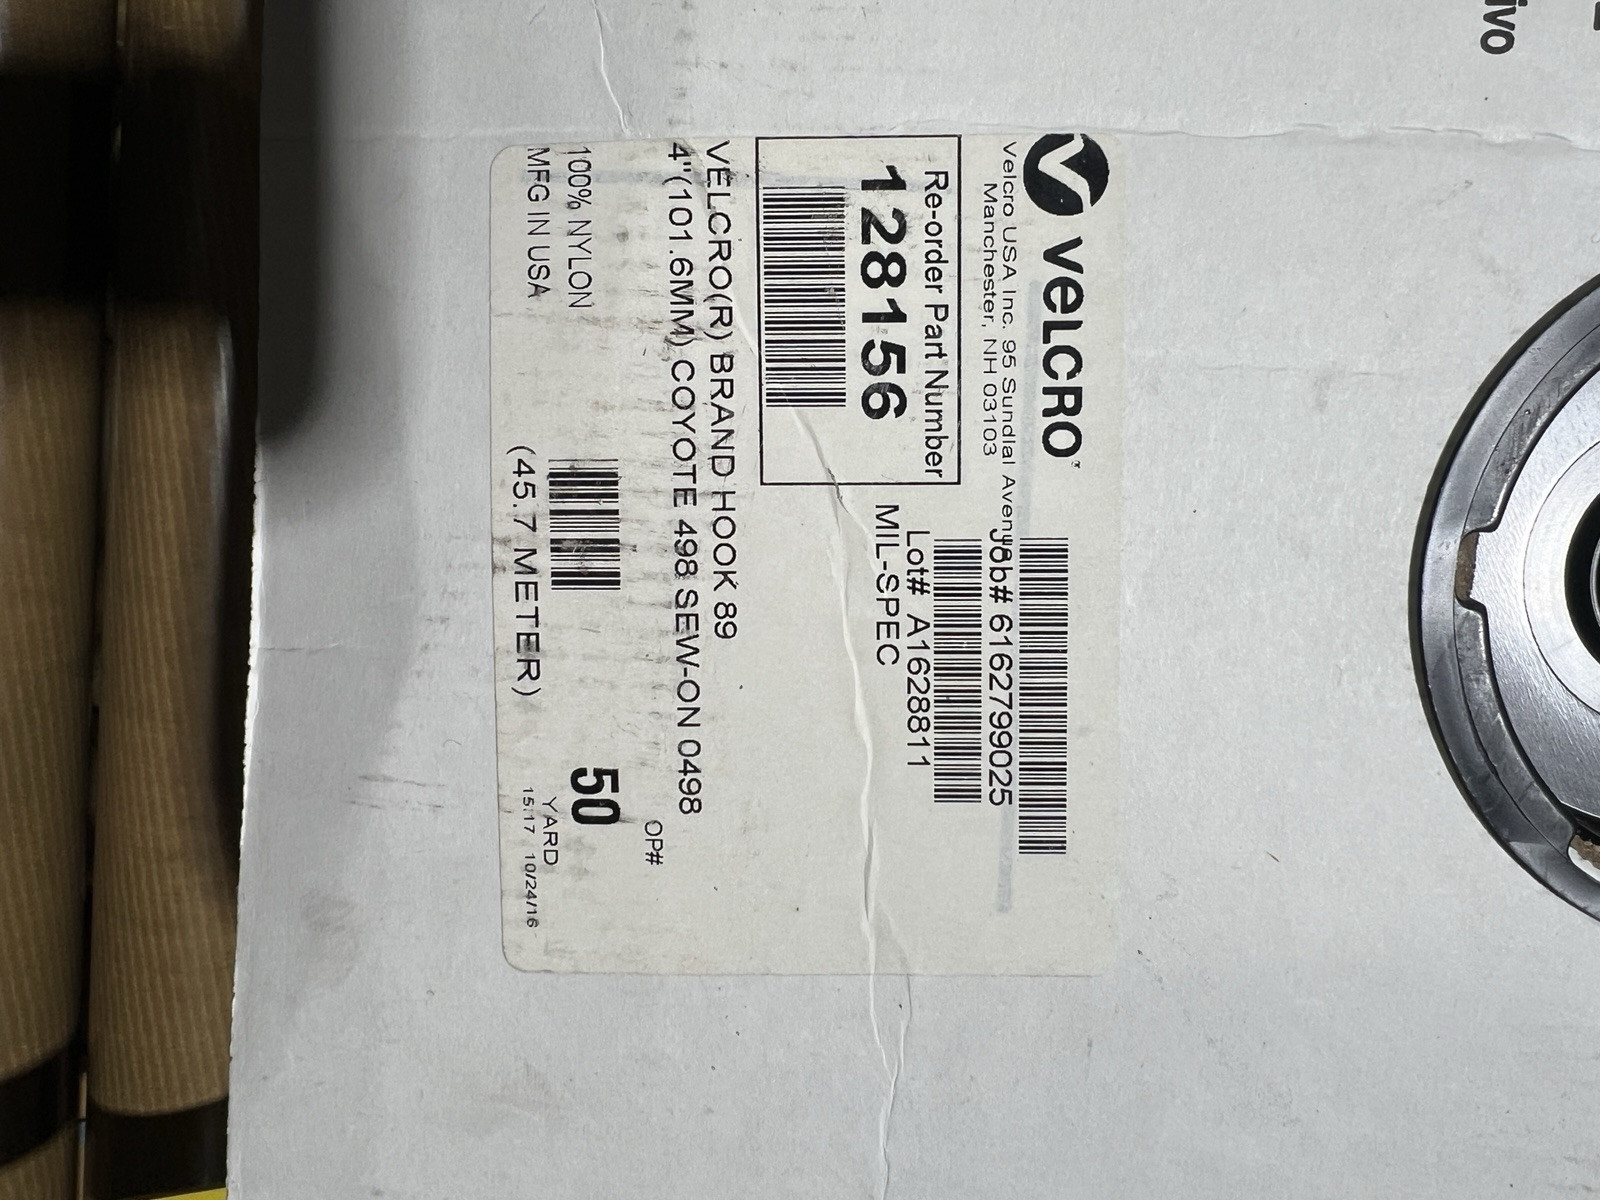 VELCRO
Velcro USA Inc. 95 Sundial Avenue
Manchester, NH 03103
Job# 6162799025
Re-order Part Number
128156
Lot# A1628811
MIL-SPEC
VELCRO(R) BRAND HOOK 89
4"(101.6MM) COYOTE 498 SEW-ON 0498
OP#
100% NYLON
MFG IN USA
50
YARD
(45.7 METER)
15:17 10/24/16
ivo